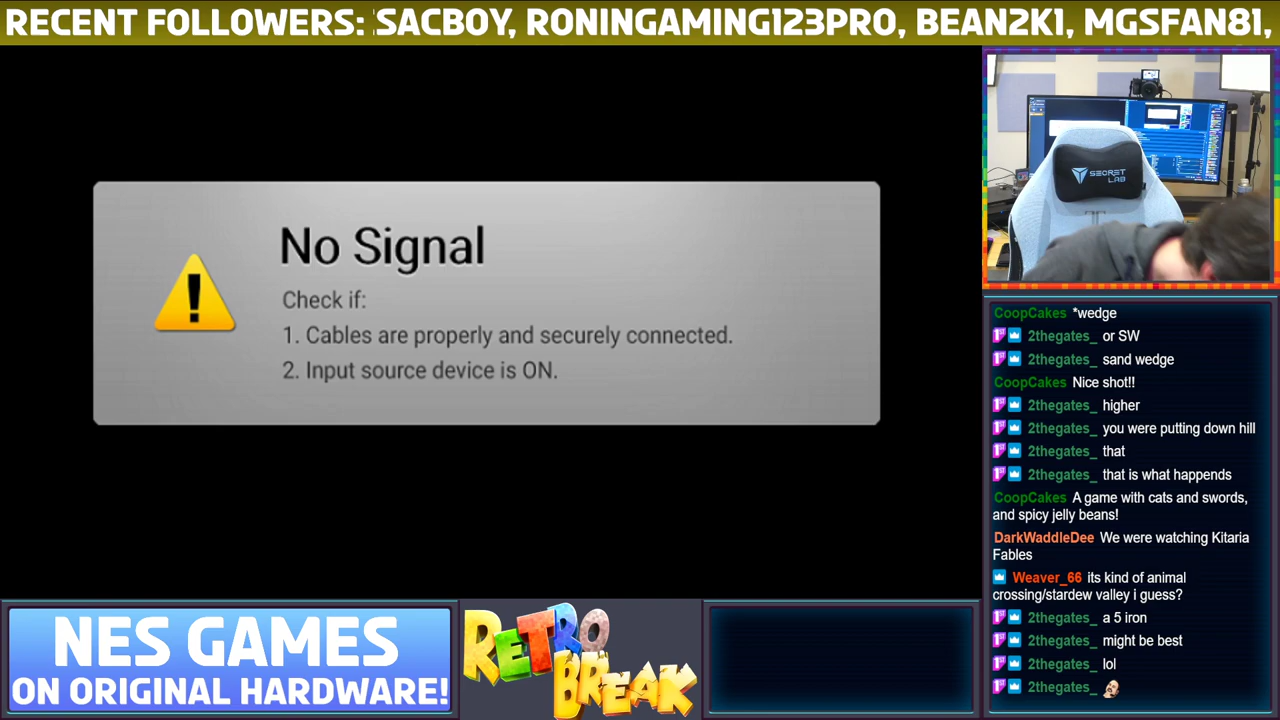 RECENT FOLLOWERS: SACBOY, RONINGAMING123PRO, BEAN2K1, MGSFAN81,
No Signal
Check if:
1. Cables are properly and securely connected.
2. Input source device is ON.
SECRET
LAB
CoopCakes *wedge
2thegates_ or SW
2thegates_ sand wedge
CoopCakes Nice shot!!
2thegates_ higher
2thegates_ you were putting down hill
2thegates_ that
2thegates_ that is what happends
CoopCakes A game with cats and swords,
and spicy jelly beans!
DarkWaddleDee We were watching Kitaria
Fables
Weaver_66 its kind of animal
crossing/stardew valley i guess?
2thegates_ a 5 iron
2thegates_ might be best
2thegates_ lol
2thegates_
NES GAMES
ON ORIGINAL HARDWARE!
RETRO
BREAK